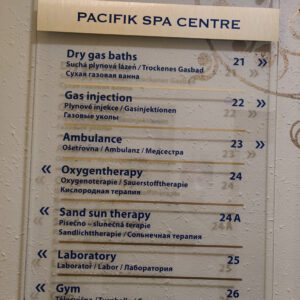 PACIFIK SPA CENTRE
Dry gas baths 21 »
Suchá plynová lázeň / Trockenes Gasbad
Сухая газовая ванна
Gas injection 22 »
Plynové injekce / Gasinjektionen
Газовые уколы
Ambulance 23 »
Ošetřovna / Ambulanz / Медсестра
« Oxygentherapy 24
Oxygenoterapie / Sauerstofftherapie
Кислородная терапия
« Sand sun therapy 24 A
Písečno - slunečná terapie
Sandlichttherapie / Солнечная терапия
« Laboratory 25
Laboratoř / Labor / Лаборатория
« Gym 26